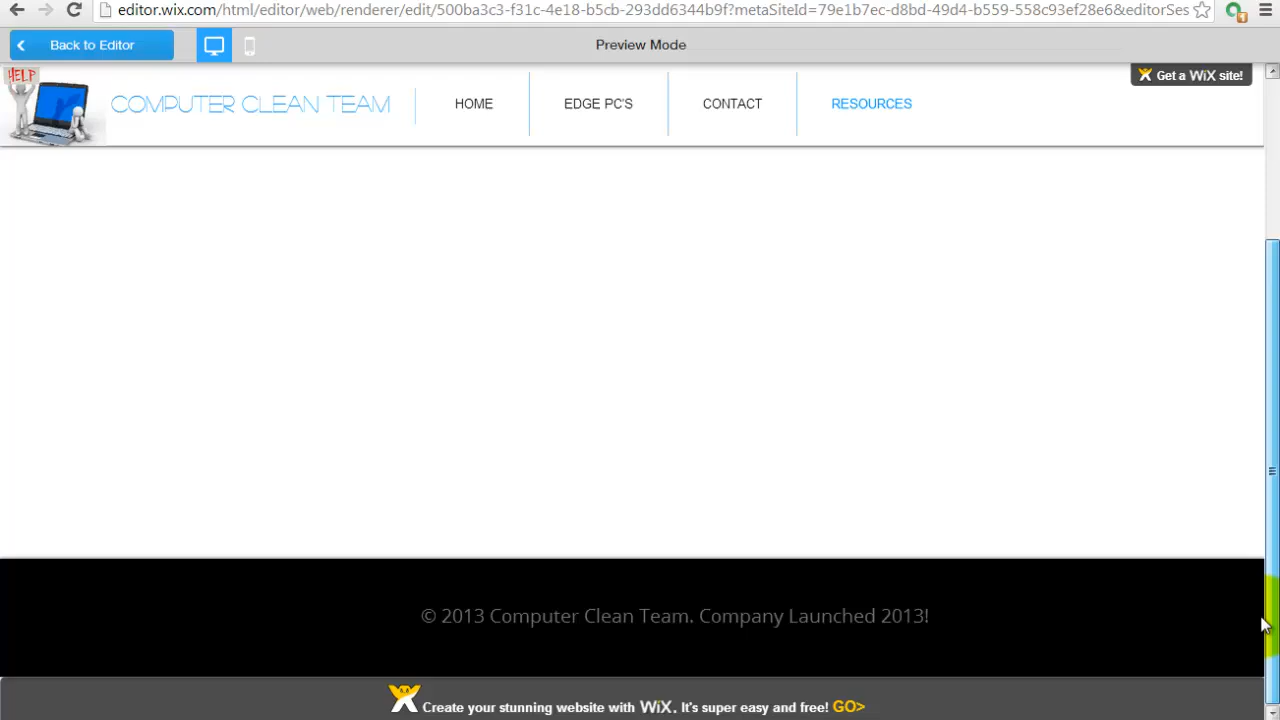 editor.wix.com/html/editor/web/renderer/edit/500ba3c3-f31c-4e18-b5cb-293dd6344b9f?metaSiteId=79e1b7ec-d8bd-49d4-b559-558c93ef28e6&editorSes
Back to Editor
Preview Mode
Get a WiX site!
HELP
COMPUTER CLEAN TEAM
HOME
EDGE PC'S
CONTACT
RESOURCES
© 2013 Computer Clean Team. Company Launched 2013!
Create your stunning website with WiX. It's super easy and free! GO>